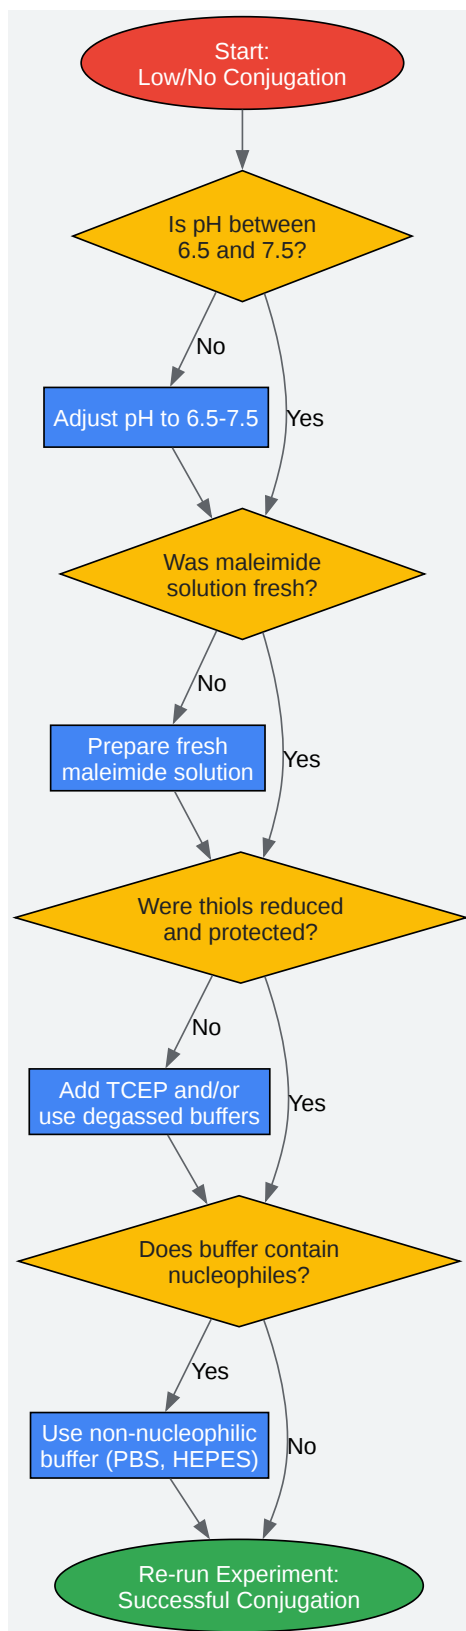 Start:
Low/No Conjugation
Is pH between
6.5 and 7.5?
No
Adjust pH to 6.5-7.5
Yes
Was maleimide
solution fresh?
No
Prepare fresh
maleimide solution
Yes
Were thiols reduced
and protected?
No
Add TCEP and/or
use degassed buffers
Yes
Does buffer contain
nucleophiles?
Yes
Use non-nucleophilic
buffer (PBS, HEPES)
No
Re-run Experiment:
Successful Conjugation